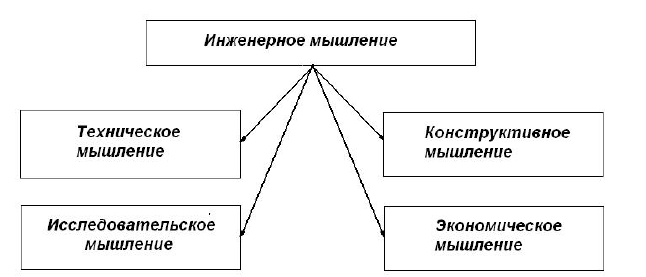 Инженерное мышление
Техническое
мышление
Конструктивное
мышление
Исследовательское
мышление
Экономическое
мышление